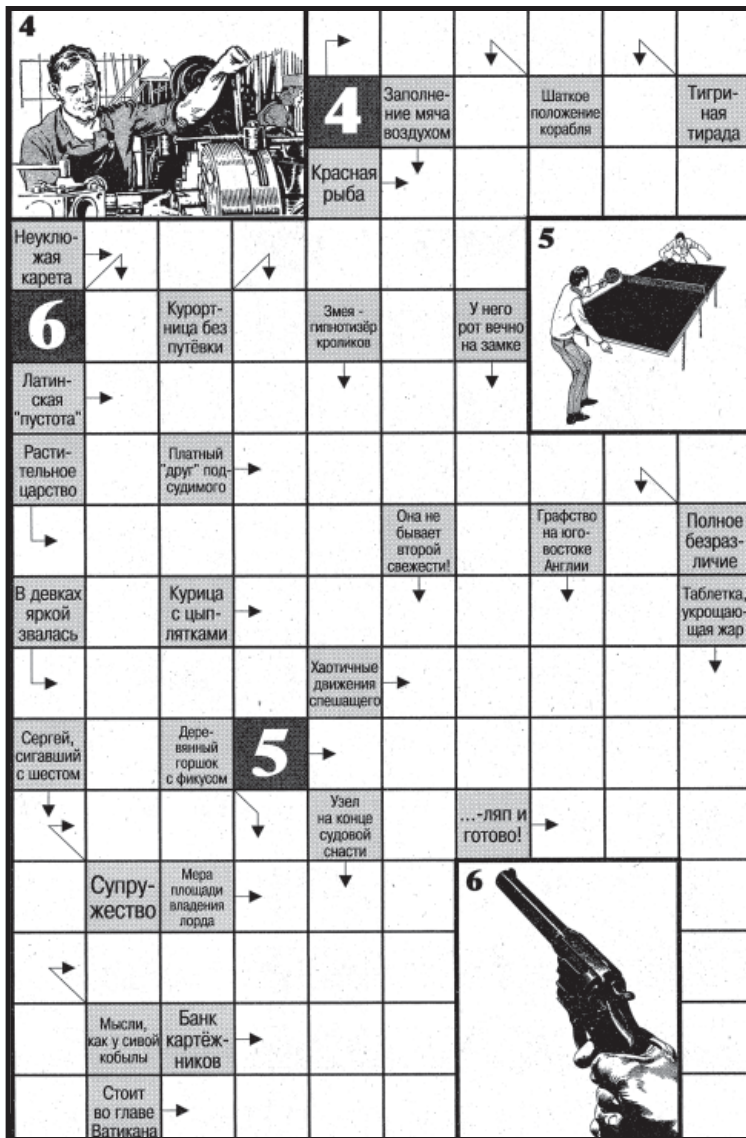 4
4
Заполне-
ние мяча
воздухом
Шаткое
положение
корабля
Тигри-
ная
тирада
Красная
рыба
Неуклю-
жая
карета
5
6
Курорт-
ница без
путёвки
Змея -
гипнотизёр
кроликов
У него
рот вечно
на замке
Латин-
ская
"пустота"
Расти-
тельное
царство
Платный
"друг" под-
судимого
Она не
бывает
второй
свежести!
Графство
на юго-
востоке
Англии
Полное
безраз-
личие
В девках
яркой
звалась
Курица
с цып-
лятками
Таблетка,
укрощаю-
щая жар
Хаотичные
движения
спешащего
Сергей,
сигавший
с шестом
Дере-
вянный
горшок
с фикусом
5
Узел
на конце
судовой
снасти
...-ляп и
готово!
Супру-
жество
Мера
площади
владения
лорда
6
Мысли,
как у сивой
кобылы
Банк
картёж-
ников
Стоит
во главе
Ватикана